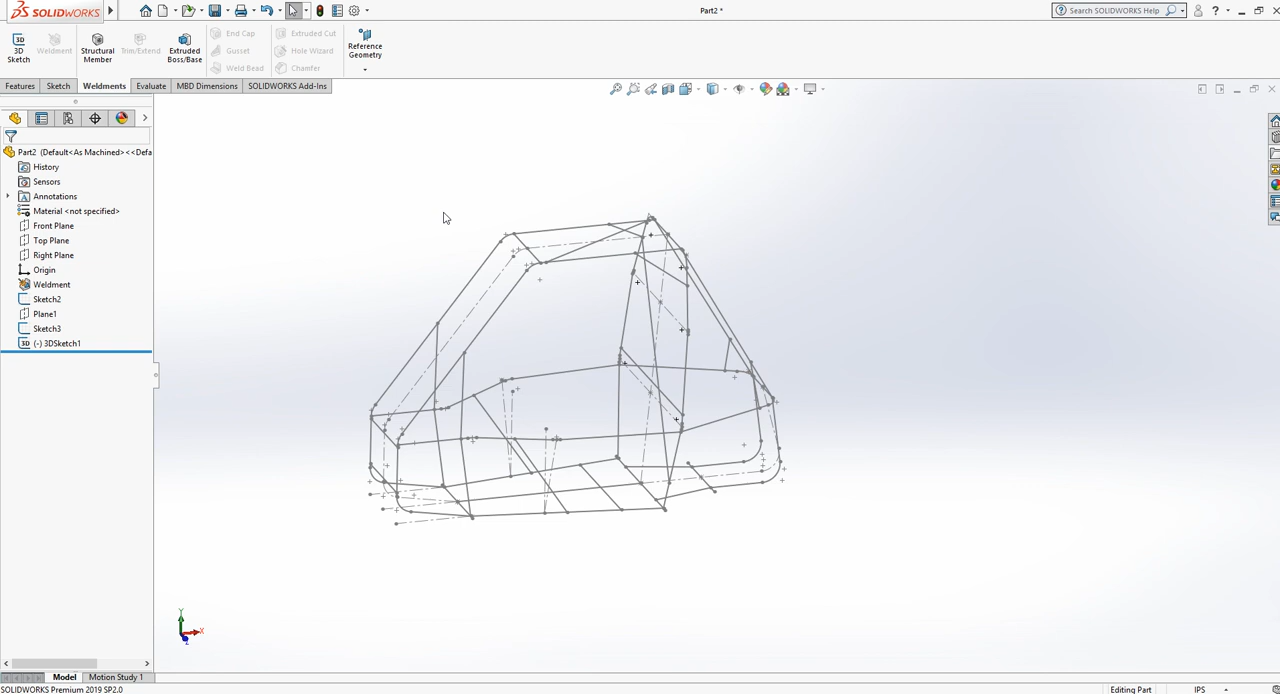 SOLIDWORKS
Part2 *
Search SOLIDWORKS Help
3D Sketch
Weldment
Structural Member
Trim/Extend
Extruded Boss/Base
End Cap
Gusset
Weld Bead
Extruded Cut
Hole Wizard
Chamfer
Reference Geometry
Features
Sketch
Weldments
Evaluate
MBD Dimensions
SOLIDWORKS Add-Ins
Part2 (Default<As Machined><<Defa
History
Sensors
Annotations
Material <not specified>
Front Plane
Top Plane
Right Plane
Origin
Weldment
Sketch2
Plane1
Sketch3
3D (-) 3DSketch1
Y
X
Z
Model
Motion Study 1
SOLIDWORKS Premium 2019 SP2.0
Editing Part
IPS